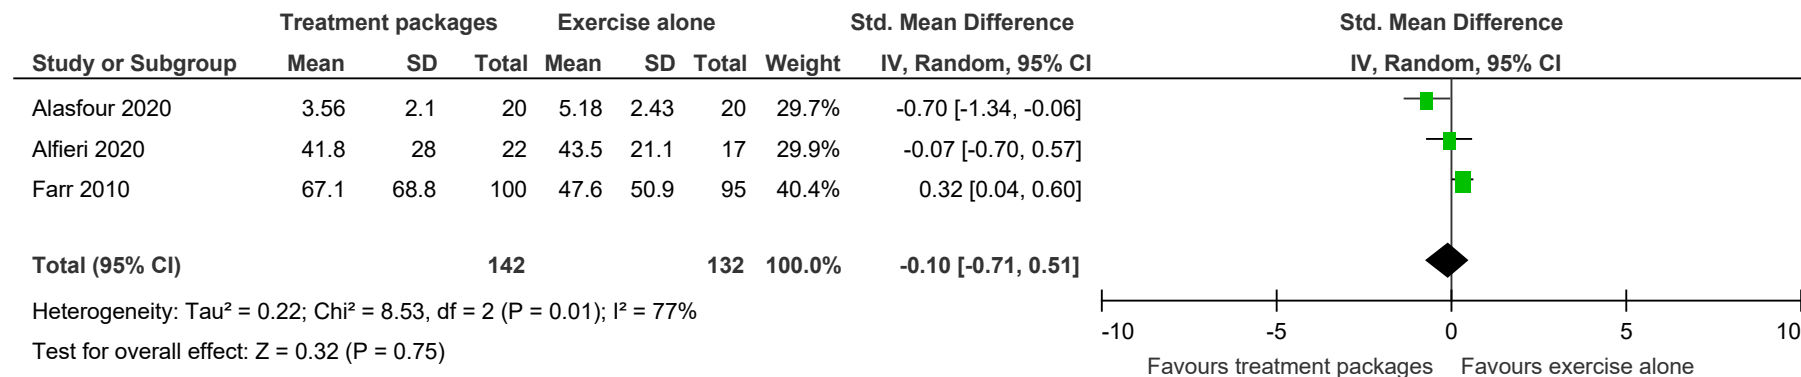 Treatment packages Exercise alone Std. Mean Difference Std. Mean Difference
Study or Subgroup Mean SD Total Mean SD Total Weight IV, Random, 95% CI IV, Random, 95% CI
Alasfour 2020 3.56 2.1 20 5.18 2.43 20 29.7% -0.70 [-1.34, -0.06]
Alfieri 2020 41.8 28 22 43.5 21.1 17 29.9% -0.07 [-0.70, 0.57]
Farr 2010 67.1 68.8 100 47.6 50.9 95 40.4% 0.32 [0.04, 0.60]
Total (95% CI) 142 132 100.0% -0.10 [-0.71, 0.51]
Heterogeneity: Tau² = 0.22; Chi² = 8.53, df = 2 (P = 0.01); I² = 77%
Test for overall effect: Z = 0.32 (P = 0.75)
-10 -5 0 5 10
Favours treatment packages Favours exercise alone